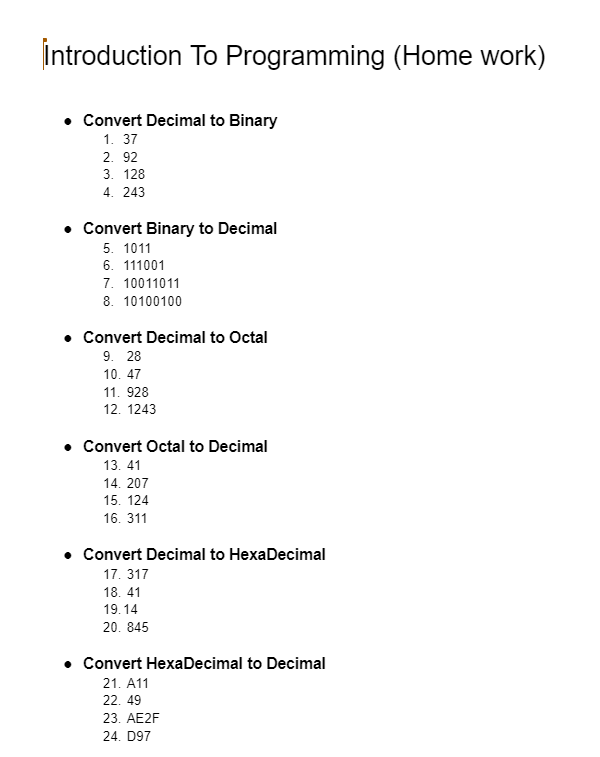 Introduction To Programming (Home work)
● Convert Decimal to Binary
1. 37
2. 92
3. 128
4. 243
● Convert Binary to Decimal
5. 1011
6. 111001
7. 10011011
8. 10100100
● Convert Decimal to Octal
9. 28
10. 47
11. 928
12. 1243
● Convert Octal to Decimal
13. 41
14. 207
15. 124
16. 311
● Convert Decimal to HexaDecimal
17. 317
18. 41
19. 14
20. 845
● Convert HexaDecimal to Decimal
21. A11
22. 49
23. AE2F
24. D97